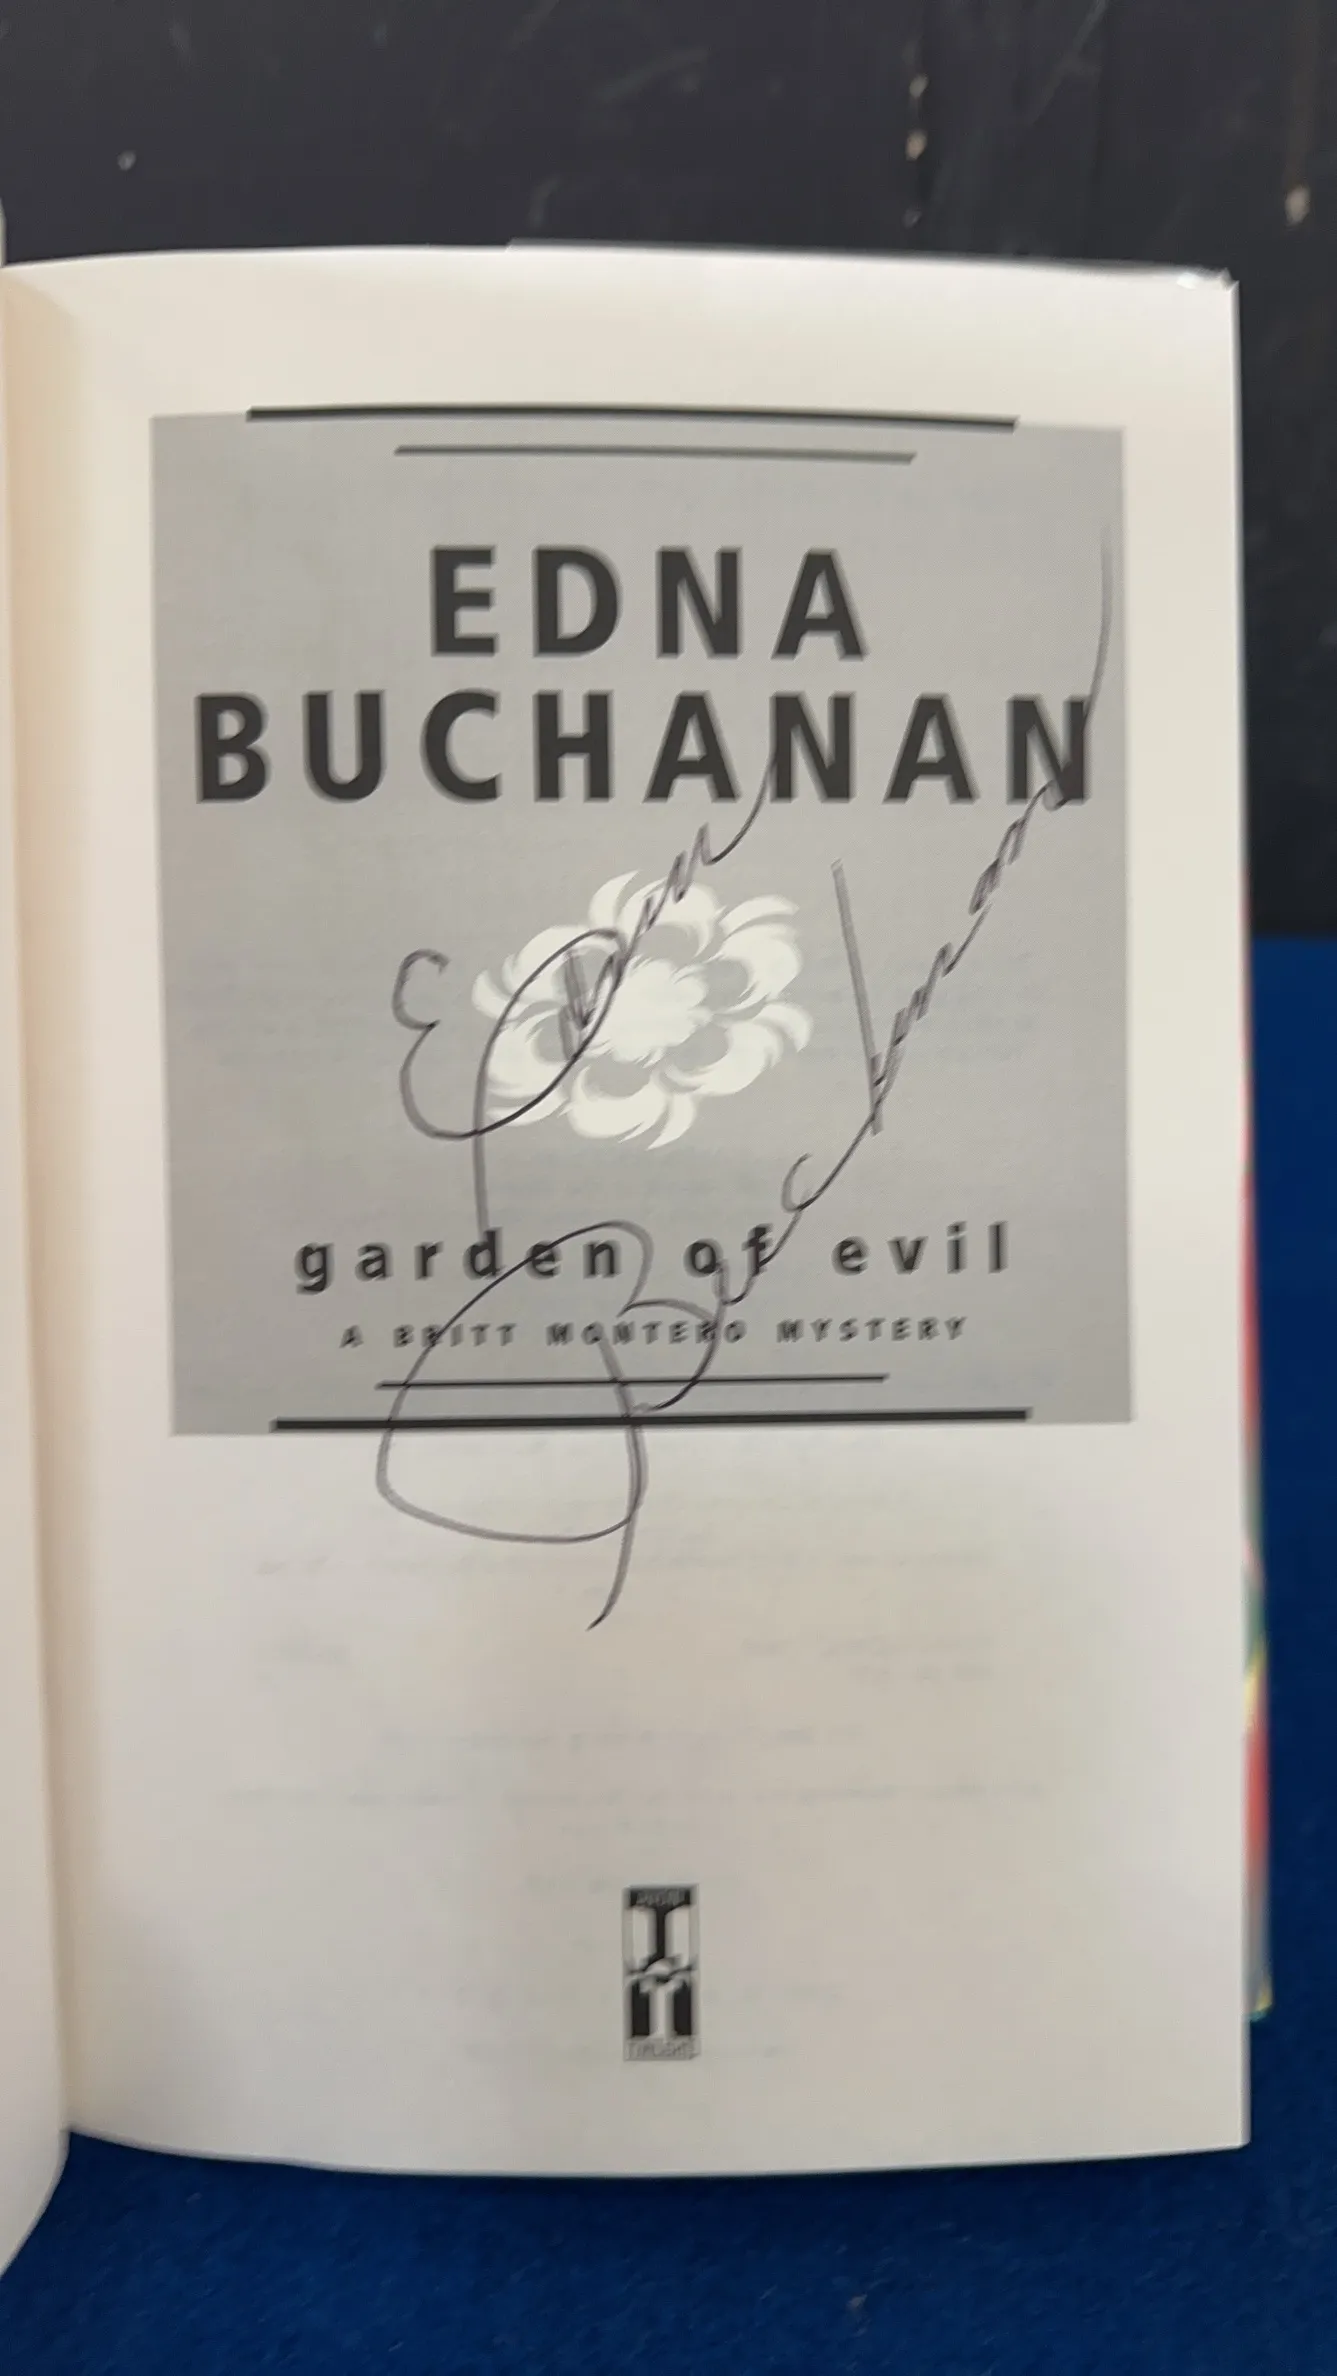 EDNA
BUCHANAN
Edna
Buchanan
garden of evil
A BRITT MONTERO MYSTERY